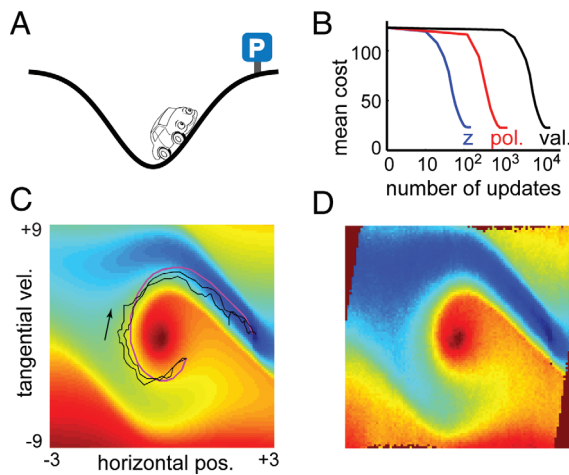 A
P
B
mean cost
100
50
0
z pol. val.
0 10 10² 10³ 10⁴
number of updates
C
+9
tangential vel.
-9
-3 horizontal pos. +3
D